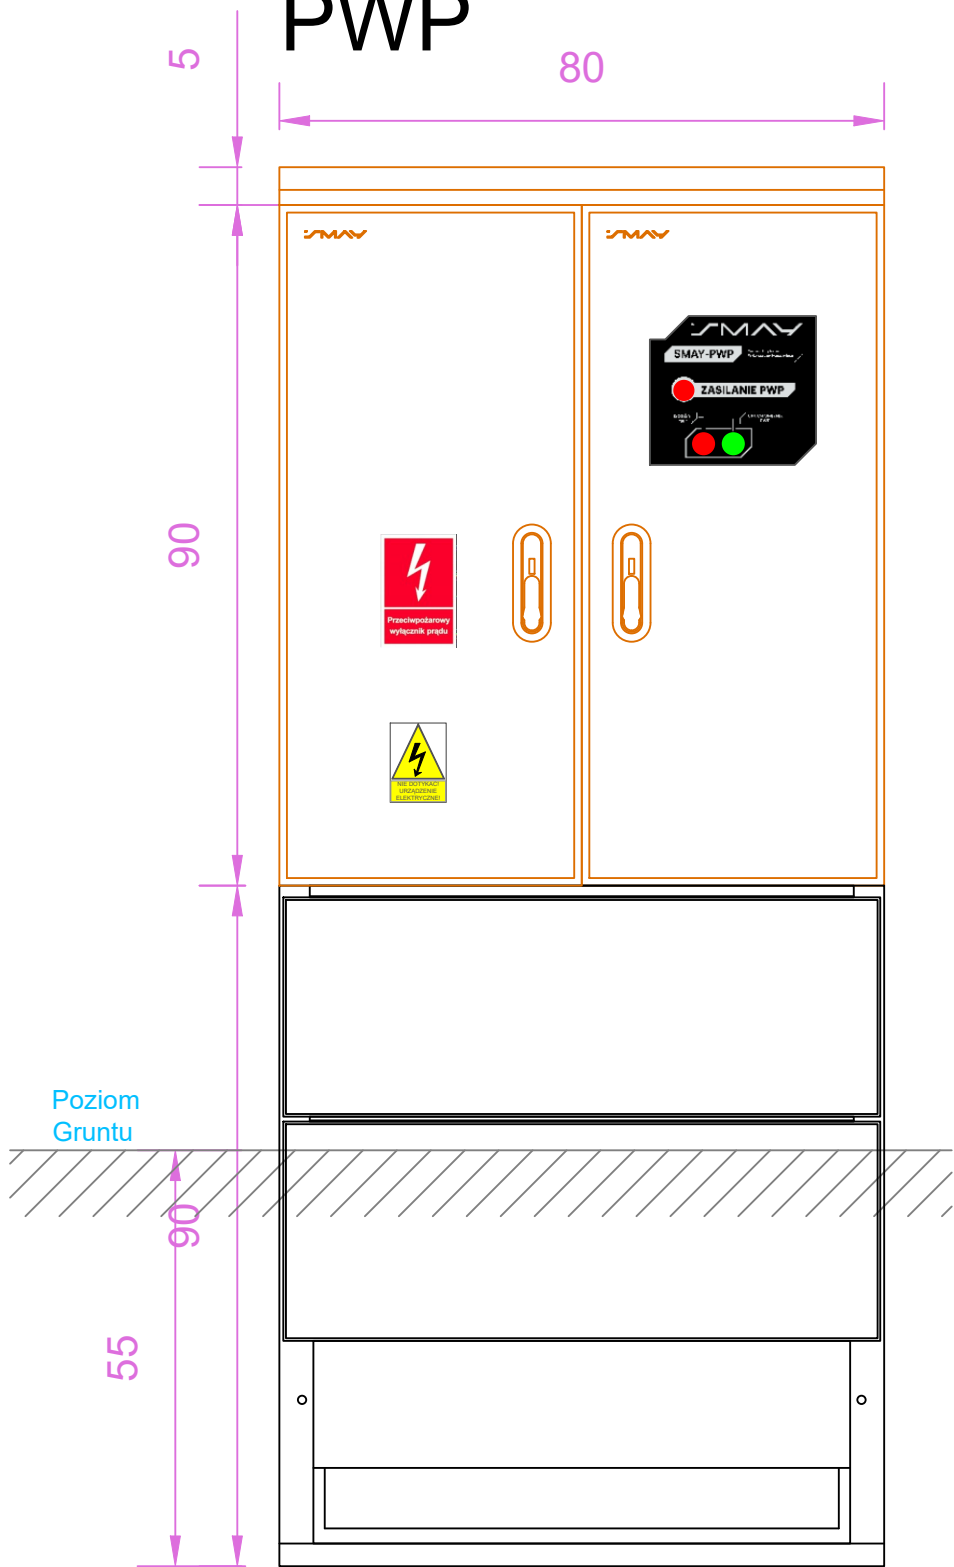 PWP
5
80
SMAY
SMAY
SMAY
SMAY-PWP
ZASILANIE PWP
90
Przeciwpożarowy
wyłącznik prądu
NIE DOTYKAĆ!
URZĄDZENIE
ELEKTRYCZNE!
Poziom
Gruntu
90
55